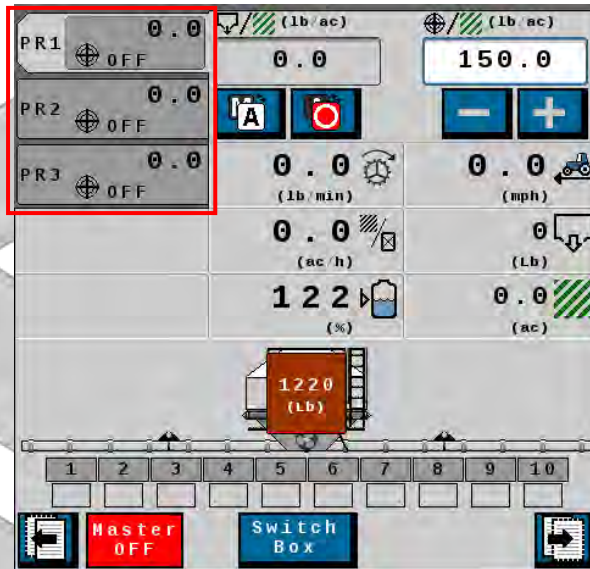 PR1 0.0
OFF
PR2 0.0
OFF
PR3 0.0
OFF
/ (lb/ac)
0.0
/ (lb/ac)
150.0
A
− +
0.0
(lb/min)
0.0
(mph)
0.0
(ac/h)
0
(Lb)
122
(%)
0.0
(ac)
1220
(Lb)
1 2 3 4 5 6 7 8 9 10
Master
OFF
Switch
Box